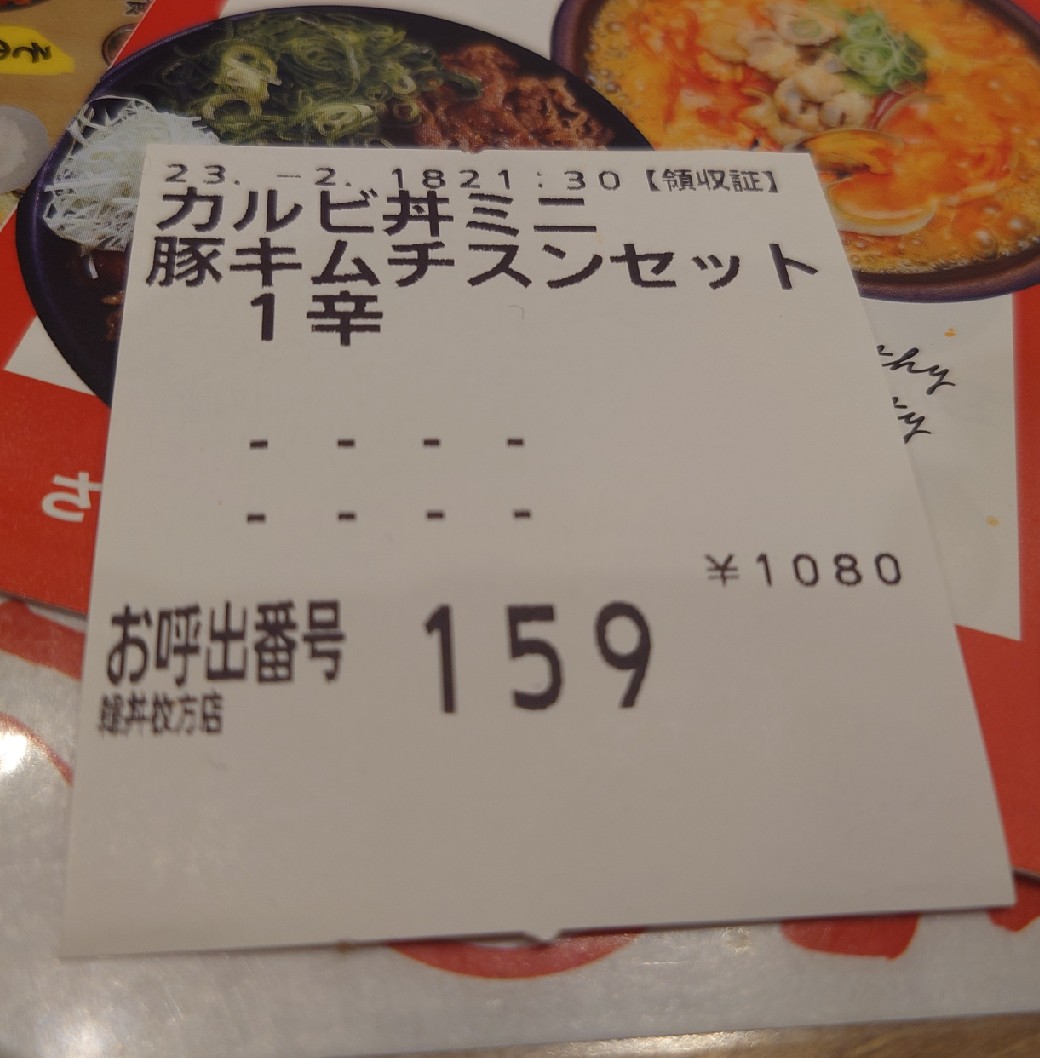 23. -2. 1821:30【領収証】
カルビ丼ミニ
豚キムチスンセット
1辛
- - - -
- - - -
¥1080
お呼出番号 159
韓丼枚方店